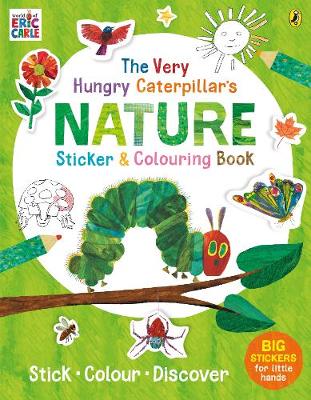 world of
ERIC
CARLE
The Very
Hungry Caterpillar's
NATURE
Sticker & Colouring Book
BIG
STICKERS
for little
hands
Stick • Colour • Discover